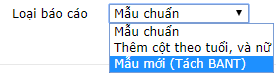 Loại báo cáo Mẫu chuẩn
Mẫu chuẩn
Thêm cột theo tuổi, và nữ
Mẫu mới (Tách BANT)